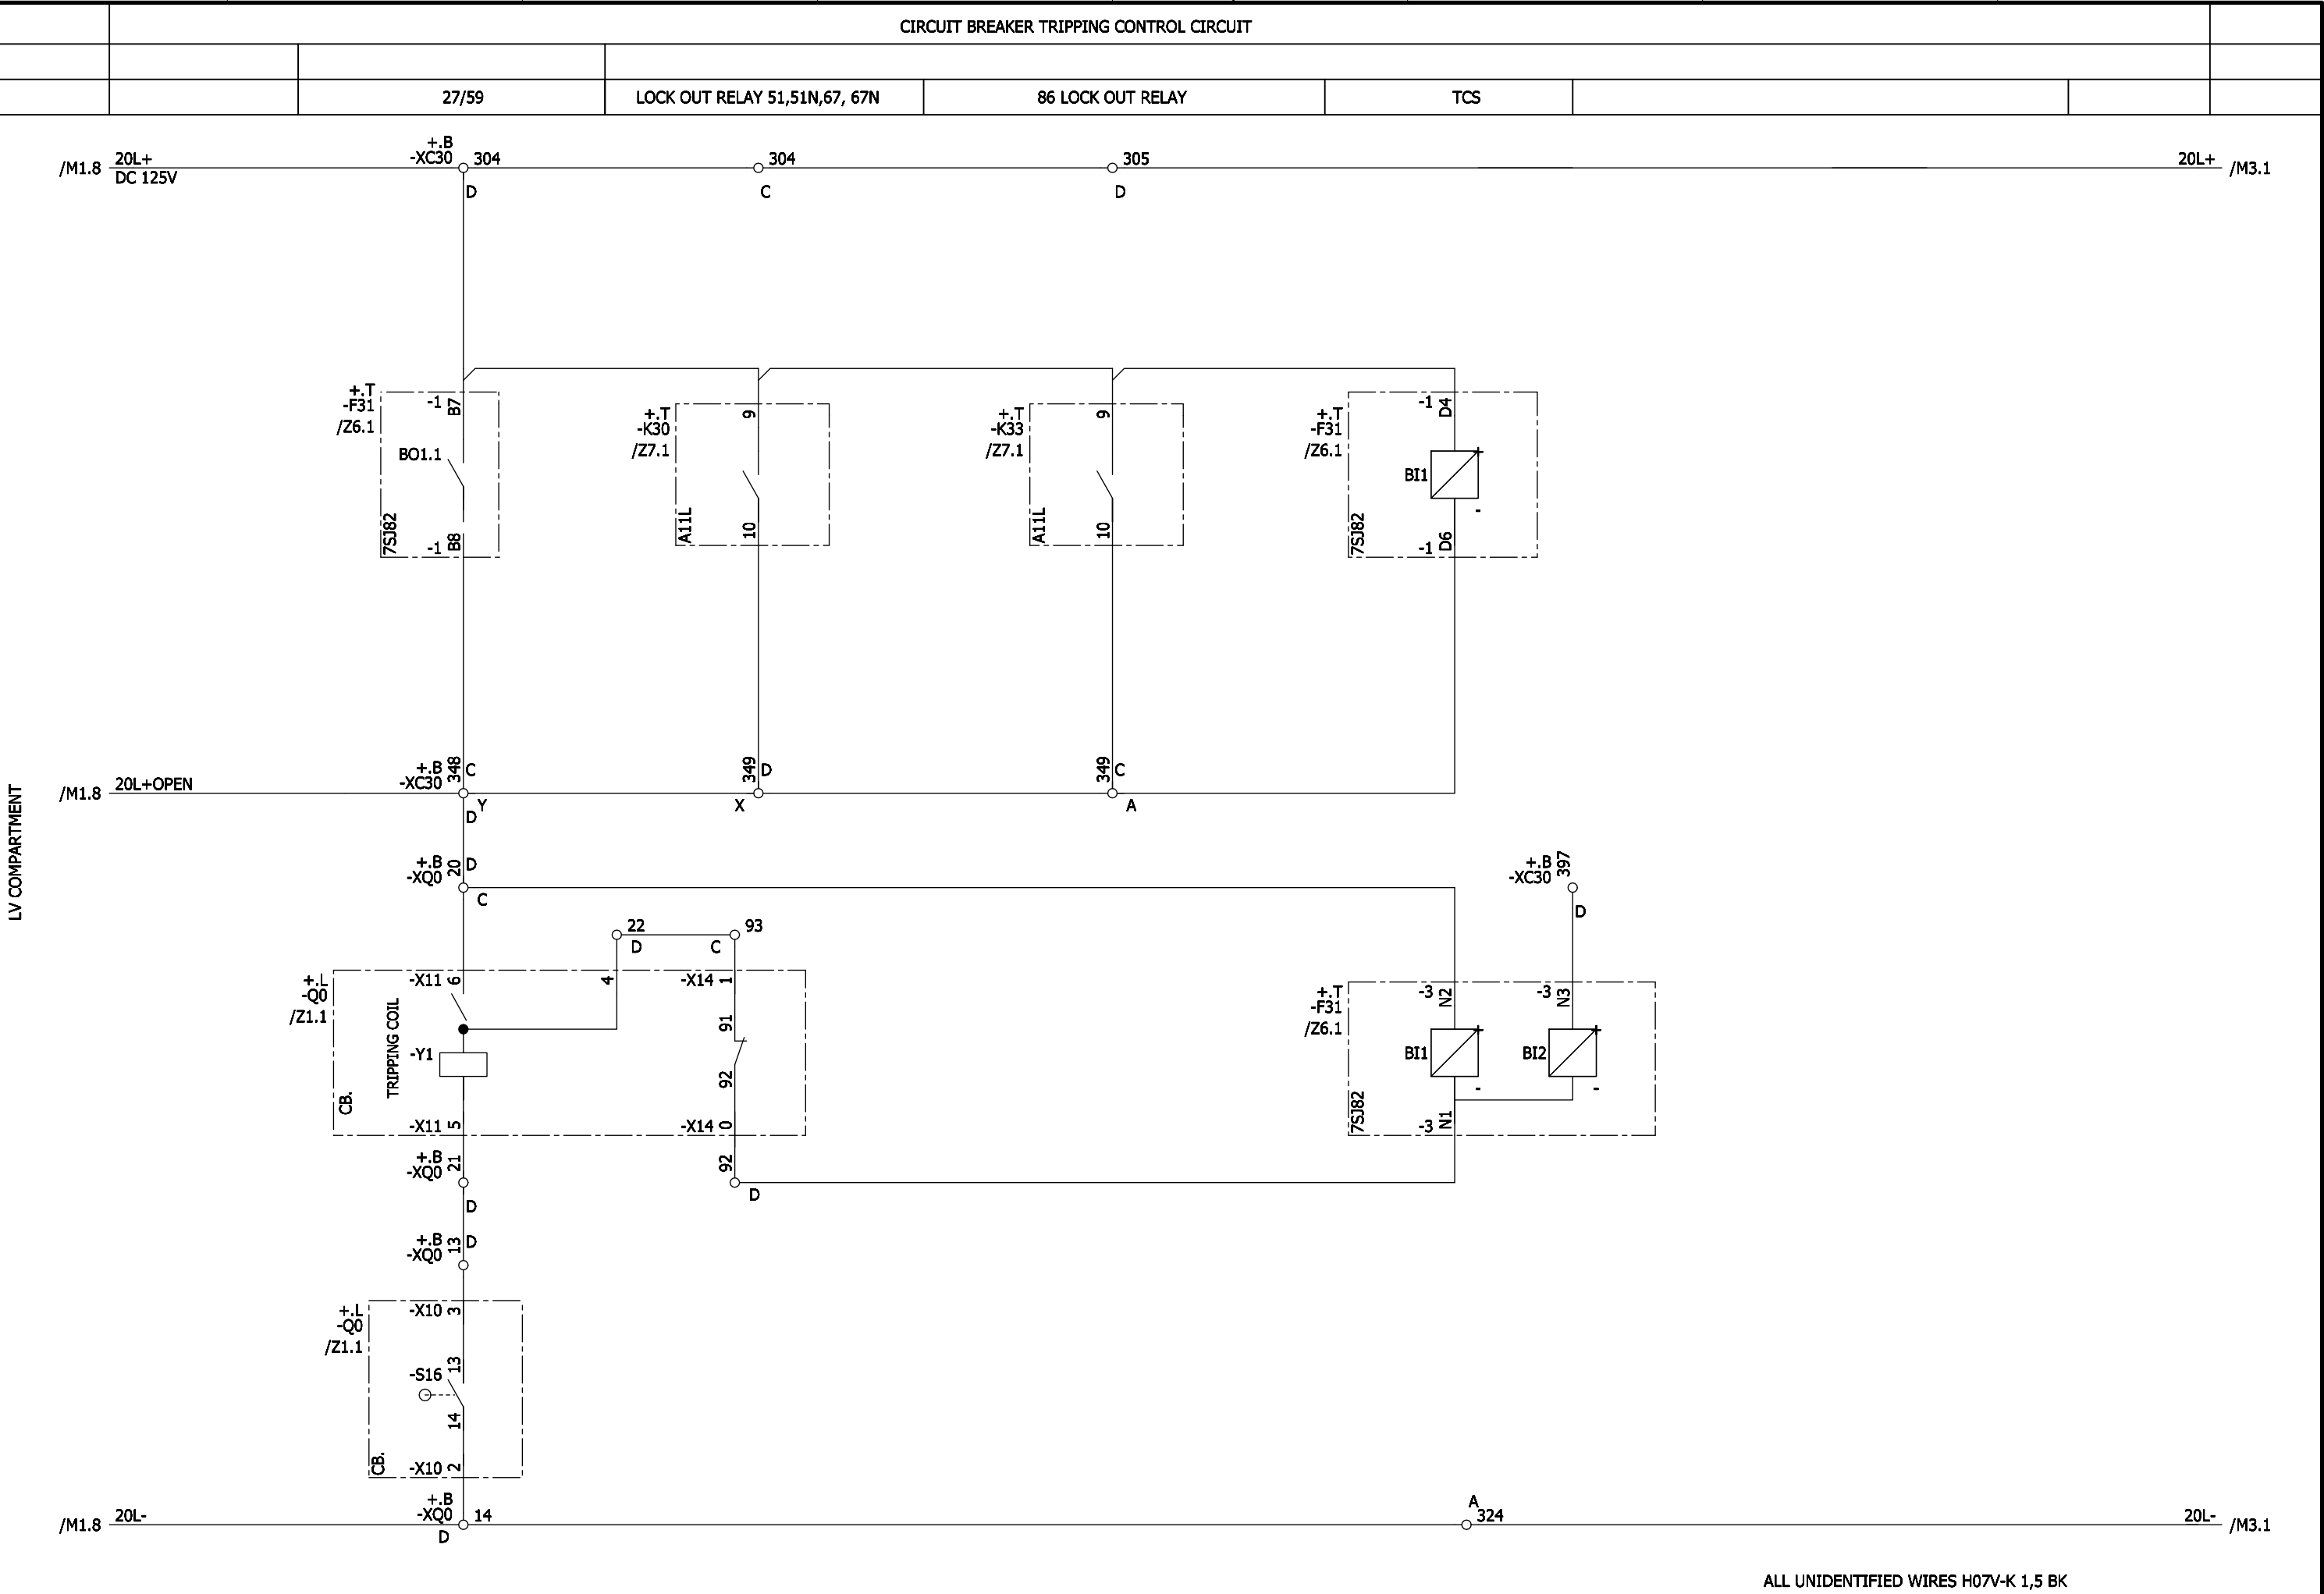 CIRCUIT BREAKER TRIPPING CONTROL CIRCUIT
27/59
LOCK OUT RELAY 51,51N,67, 67N
86 LOCK OUT RELAY
TCS
/M1.8
20L+
DC 125V
+.B
-XC30
304
D
304
C
305
D
20L+
/M3.1
+.T
-F31
/Z6.1
-1
B7
BO1.1
7SJ82
-1
B8
+.T
-K30
/Z7.1
9
A11L
10
+.T
-K33
/Z7.1
9
A11L
10
+.T
-F31
/Z6.1
-1
D4
+
BI1
-
7SJ82
-1
D6
LV COMPARTMENT
/M1.8
20L+OPEN
+.B
-XC30
348
C
Y
D
349
D
X
349
C
A
+.B
-XQ0
20
D
C
+.B
-XC30
397
D
22
D
93
C
+.L
-Q0
/Z1.1
-X11
6
4
-X14
1
TRIPPING COIL
-Y1
91
92
CB.
-X11
5
-X14
0
+.T
-F31
/Z6.1
-3
N2
-3
N3
+
BI1
-
+
BI2
-
7SJ82
-3
N1
+.B
-XQ0
21
D
92
D
+.B
-XQ0
13
D
+.L
-Q0
/Z1.1
-X10
3
-S16
13
14
CB.
-X10
2
/M1.8
20L-
+.B
-XQ0
14
D
A
324
20L-
/M3.1
ALL UNIDENTIFIED WIRES H07V-K 1,5 BK